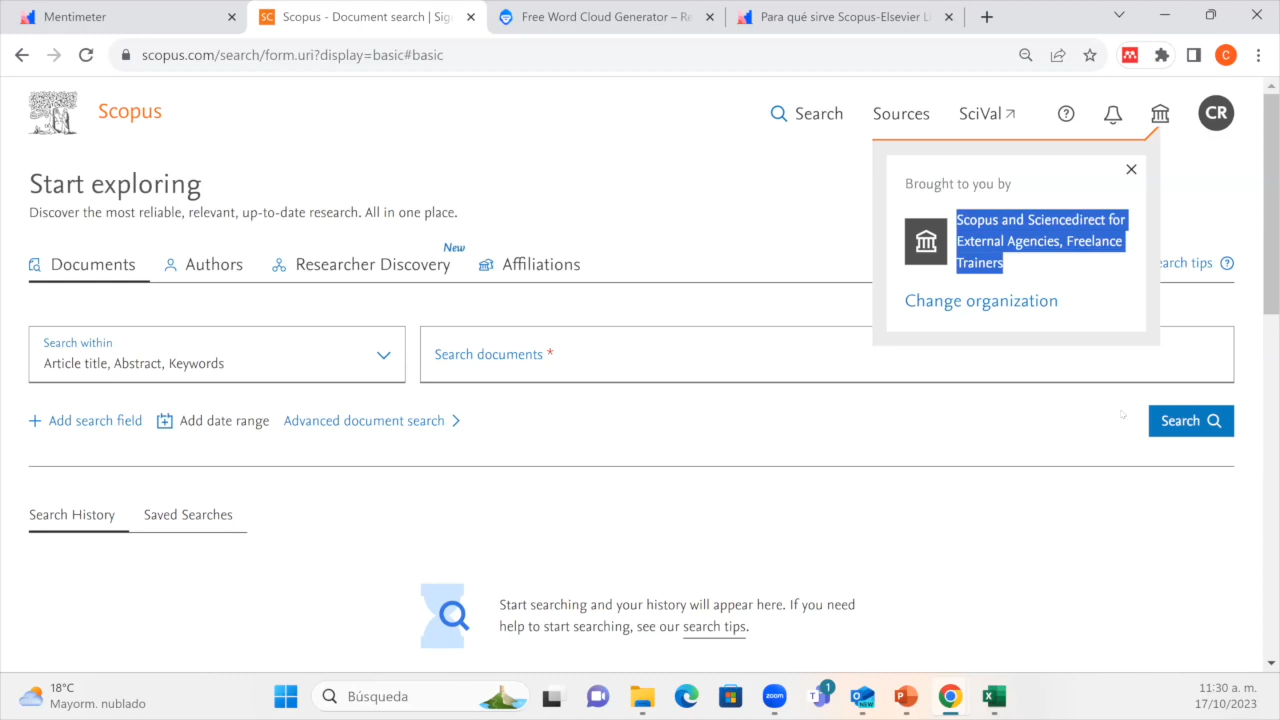 Mentimeter
SC
Scopus - Document search | Sig
Free Word Cloud Generator – Re
Para qué sirve Scopus-Elsevier Li
scopus.com/search/form.uri?display=basic#basic
C
Scopus
Search
Sources
SciVal
CR
Brought to you by
Scopus and Sciencedirect for
External Agencies, Freelance
Trainers
Change organization
Start exploring
Discover the most reliable, relevant, up-to-date research. All in one place.
New
Documents
Authors
Researcher Discovery
Affiliations
earch tips
Search within
Article title, Abstract, Keywords
Search documents *
Add search field
Add date range
Advanced document search
Search
Search History
Saved Searches
Start searching and your history will appear here. If you need
help to start searching, see our search tips.
18°C
Mayorm. nublado
Búsqueda
zoom
1
NEW
11:30 a. m.
17/10/2023